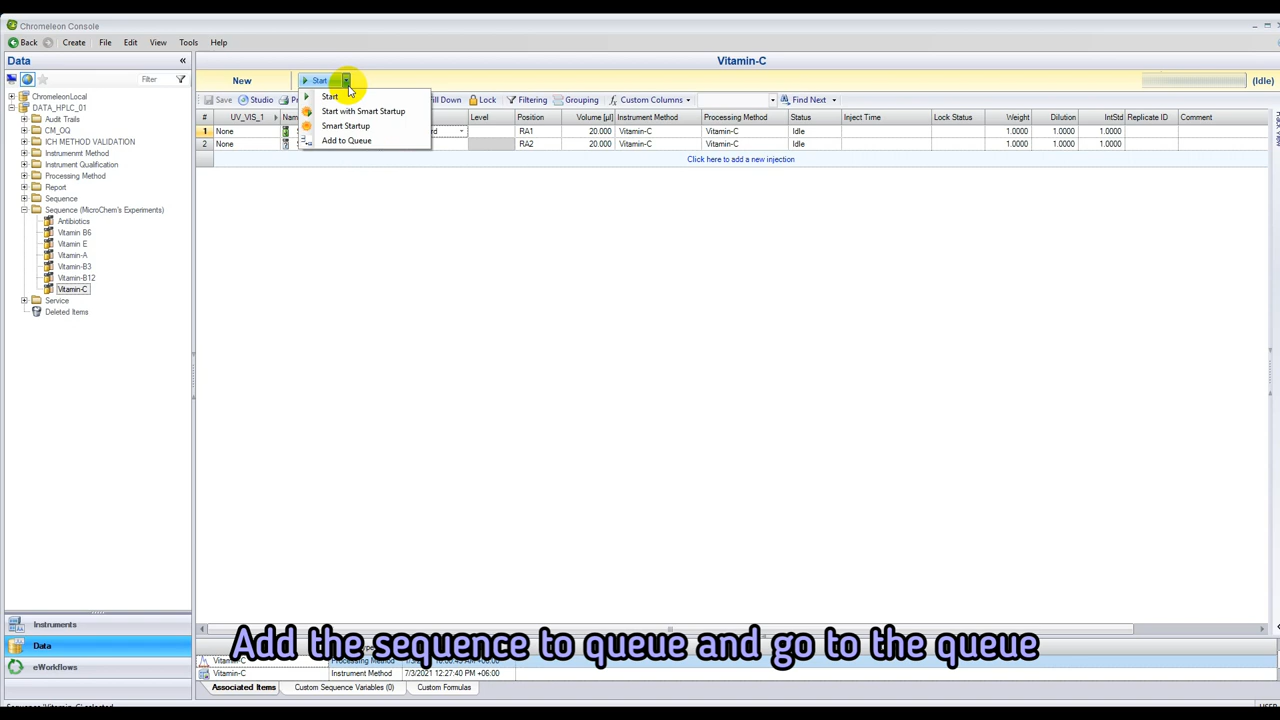 Chromeleon Console
Back Create File Edit View Tools Help
Data «
Vitamin-C
Filter
New
Start
(Idle)
Save Studio Fill Down Lock Filtering Grouping Custom Columns Find Next
Start
Start with Smart Startup
Smart Startup
Add to Queue
# UV_VIS_1 Level Position Volume [µl] Instrument Method Processing Method Status Inject Time Lock Status Weight Dilution IntStd Replicate ID Comment
1 None RA1 20.000 Vitamin-C Vitamin-C Idle 1.0000 1.0000 1.0000
2 None RA2 20.000 Vitamin-C Vitamin-C Idle 1.0000 1.0000 1.0000
Click here to add a new injection
ChromeleonLocal
DATA_HPLC_01
Audit Trails
CM_OQ
ICH METHOD VALIDATION
Instrunemnt Method
Instrument Qualification
Processing Method
Report
Sequence
Sequence (MicroChem's Experiments)
Antibiotics
Vitamin B6
Vitamin E
Vitamin-A
Vitamin-B3
Vitamin-B12
Vitamin-C
Service
Deleted Items
Instruments
Data
eWorkflows
Add the sequence to queue and go to the queue
Vitamin-C Processing Method
Vitamin-C Instrument Method 7/3/2021 12:27:40 PM +06:00
Associated Items Custom Sequence Variables (0) Custom Formulas